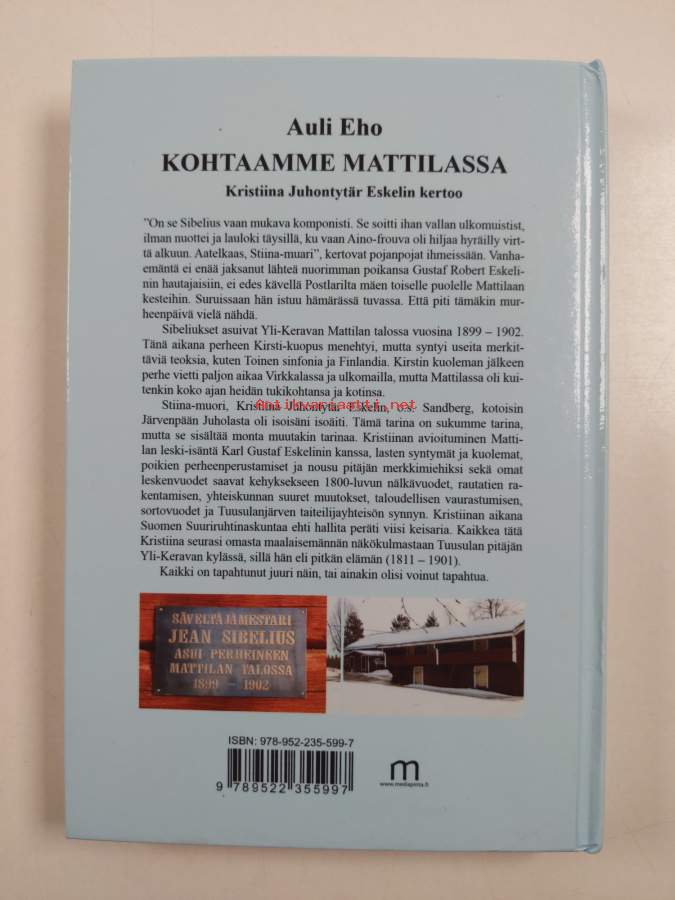 Auli Eho
KOHTAAMME MATTILASSA
Kristiina Juhontytär Eskelin kertoo
"On se Sibelius vaan mukava komponisti. Se soitti ihan vallan ulkomuistist,
ilman nuottei ja lauloki täysillä, ku vaan Aino-frouva oli hiljaa hyräilly virt-
tä alkuun. Aatelkaas, Stiina-muari", kertovat pojanpojat ihmeissään. Vanha-
emäntä ei enää jaksanut lähteä nuorimman poikansa Gustaf Robert Eskeli-
nin hautajaisiin, ei edes kävellä Postlarilta mäen toiselle puolelle Mattilaan
kesteihin. Suruissaan hän istuu hämärässä tuvassa. Että piti tämäkin mur-
heenpäivä vielä nähdä.
Sibeliukset asuivat Yli-Keravan Mattilan talossa vuosina 1899 – 1902.
Tänä aikana perheen Kirsti-kuopus menehtyi, mutta syntyi useita merkit-
täviä teoksia, kuten Toinen sinfonia ja Finlandia. Kirstin kuoleman jälkeen
perhe vietti paljon aikaa Virkkalassa ja ulkomailla, mutta Mattilassa oli kui-
tenkin koko ajan heidän tukikohtansa ja kotinsa.
Antikvariaatti.net
Stiina-muori, Kristiina Juhontytär Eskelin, o.s. Sandberg, kotoisin
Järvenpään Juholasta oli isoisäni isoäiti. Tämä tarina on sukumme tarina,
mutta se sisältää monta muutakin tarinaa. Kristiinan avioituminen Matti-
lan leski-isäntä Karl Gustaf Eskelinin kanssa, lasten syntymät ja kuolemat,
poikien perheenperustamiset ja nousu pitäjän merkkimiehiksi sekä omat
leskenvuodet saavat kehyksekseen 1800-luvun nälkävuodet, rautatien ra-
kentamisen, yhteiskunnan suuret muutokset, taloudellisen vaurastumisen,
sortovuodet ja Tuusulanjärven taiteilijayhteisön synnyn. Kristiinan aikana
Suomen Suuriruhtinaskuntaa ehti hallita peräti viisi keisaria. Kaikkea tätä
Kristiina seurasi omasta maalaisemännän näkökulmastaan Tuusulan pitäjän
Yli-Keravan kylässä, sillä hän eli pitkän elämän (1811 – 1901).
Kaikki on tapahtunut juuri näin, tai ainakin olisi voinut tapahtua.
SÄVELTÄJÄMESTARI
JEAN SIBELIUS
ASUI PERHEINEEN
MATTILAN TALOSSA
1899 – 1902
ISBN: 978-952-235-599-7
9 789522 355997
m
www.mediapinta.fi